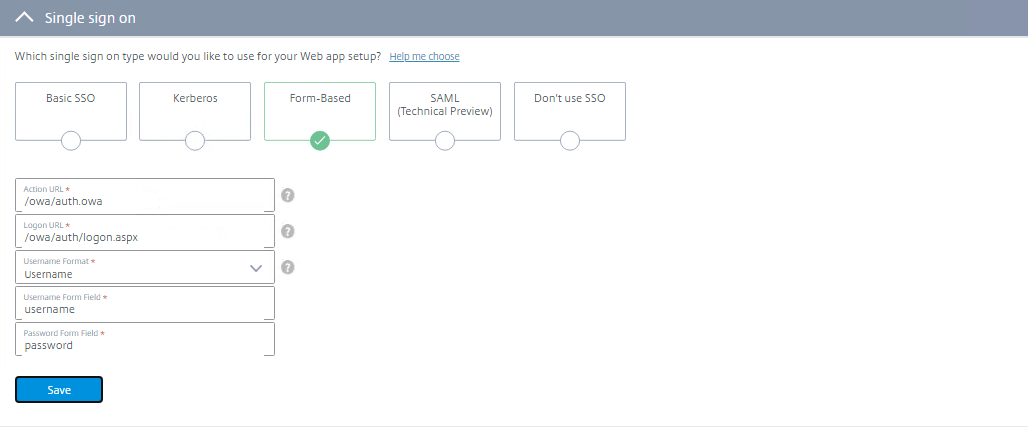 Single sign on
Which single sign on type would you like to use for your Web app setup? Help me choose
Basic SSO
Kerberos
Form-Based
SAML
(Technical Preview)
Don't use SSO
Action URL *
/owa/auth.owa
?
Logon URL *
/owa/auth/logon.aspx
?
Username Format *
Username
?
Username Form Field *
username
Password Form Field *
password
Save